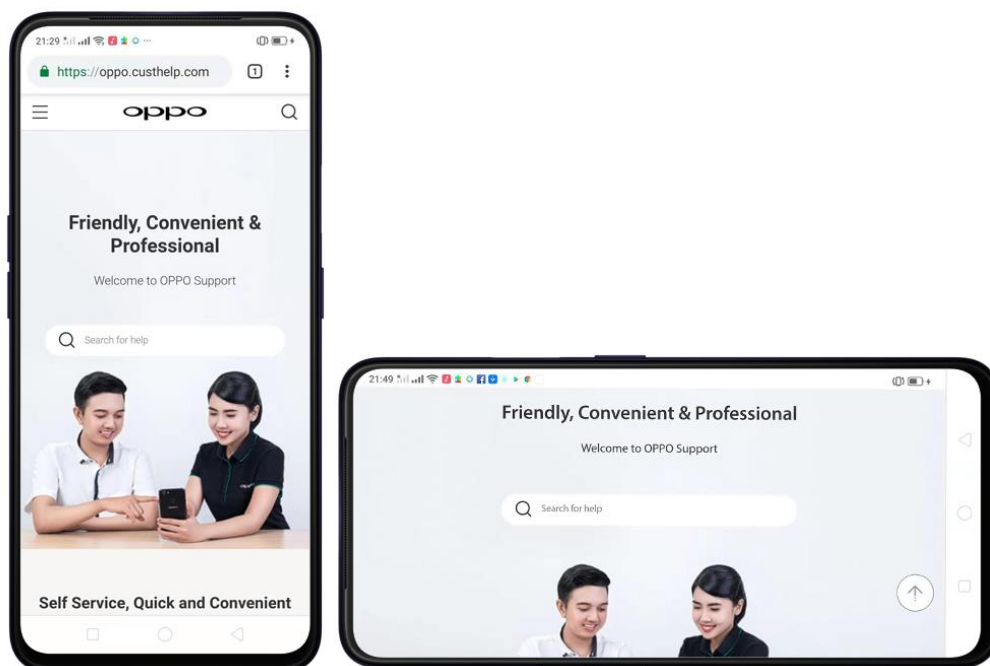 21:29
https://oppo.custhelp.com
1
oppo
Friendly, Convenient &
Professional
Welcome to OPPO Support
Search for help
Self Service, Quick and Convenient
21:49
Friendly, Convenient & Professional
Welcome to OPPO Support
Search for help